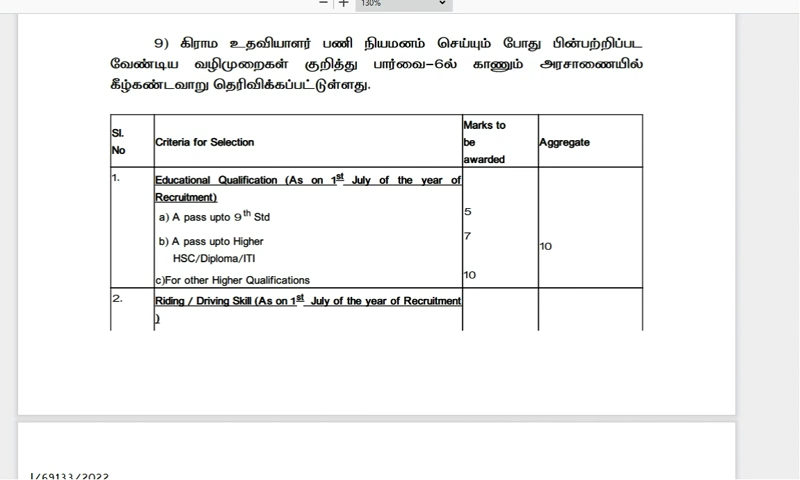 130%
9) கிராம உதவியாளர் பணி நியமனம் செய்யும் போது பின்பற்றிப்பட
வேண்டிய வழிமுறைகள் குறித்து பார்வை-6ல் காணும் அரசாணையில்
கீழ்கண்டவாறு தெரிவிக்கப்பட்டுள்ளது.
Sl. No
Criteria for Selection
Marks to be awarded
Aggregate
1.
Educational Qualification (As on 1st July of the year of
Recruitment)
a) A pass upto 9th Std
5
b) A pass upto Higher
7
HSC/Diploma/ITI
10
c)For other Higher Qualifications
10
2.
Riding / Driving Skill (As on 1st July of the year of Recruitment
)
I/69133/2022